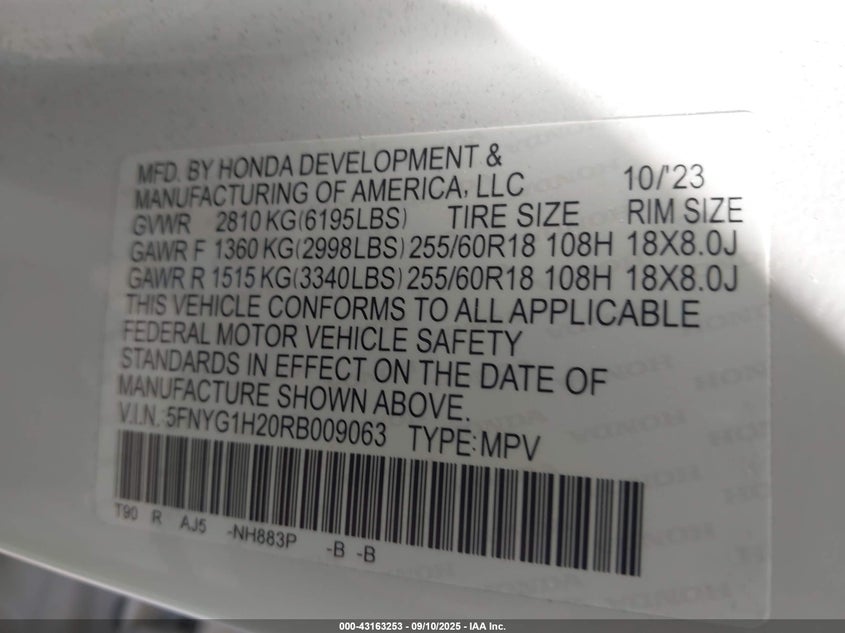 MFD. BY HONDA DEVELOPMENT &
MANUFACTURING OF AMERICA, LLC 10/'23
GVWR 2810 KG(6195LBS) TIRE SIZE RIM SIZE
GAWR F 1360 KG(2998LBS) 255/60R18 108H 18X8.0J
GAWR R 1515 KG(3340LBS) 255/60R18 108H 18X8.0J
THIS VEHICLE CONFORMS TO ALL APPLICABLE
FEDERAL MOTOR VEHICLE SAFETY
STANDARDS IN EFFECT ON THE DATE OF
MANUFACTURE SHOWN ABOVE.
V.I.N.:5FNYG1H20RB009063 TYPE:MPV
T90 R AJ5 -NH883P -B -B
000-43163253 - 09/10/2025 - IAA Inc.